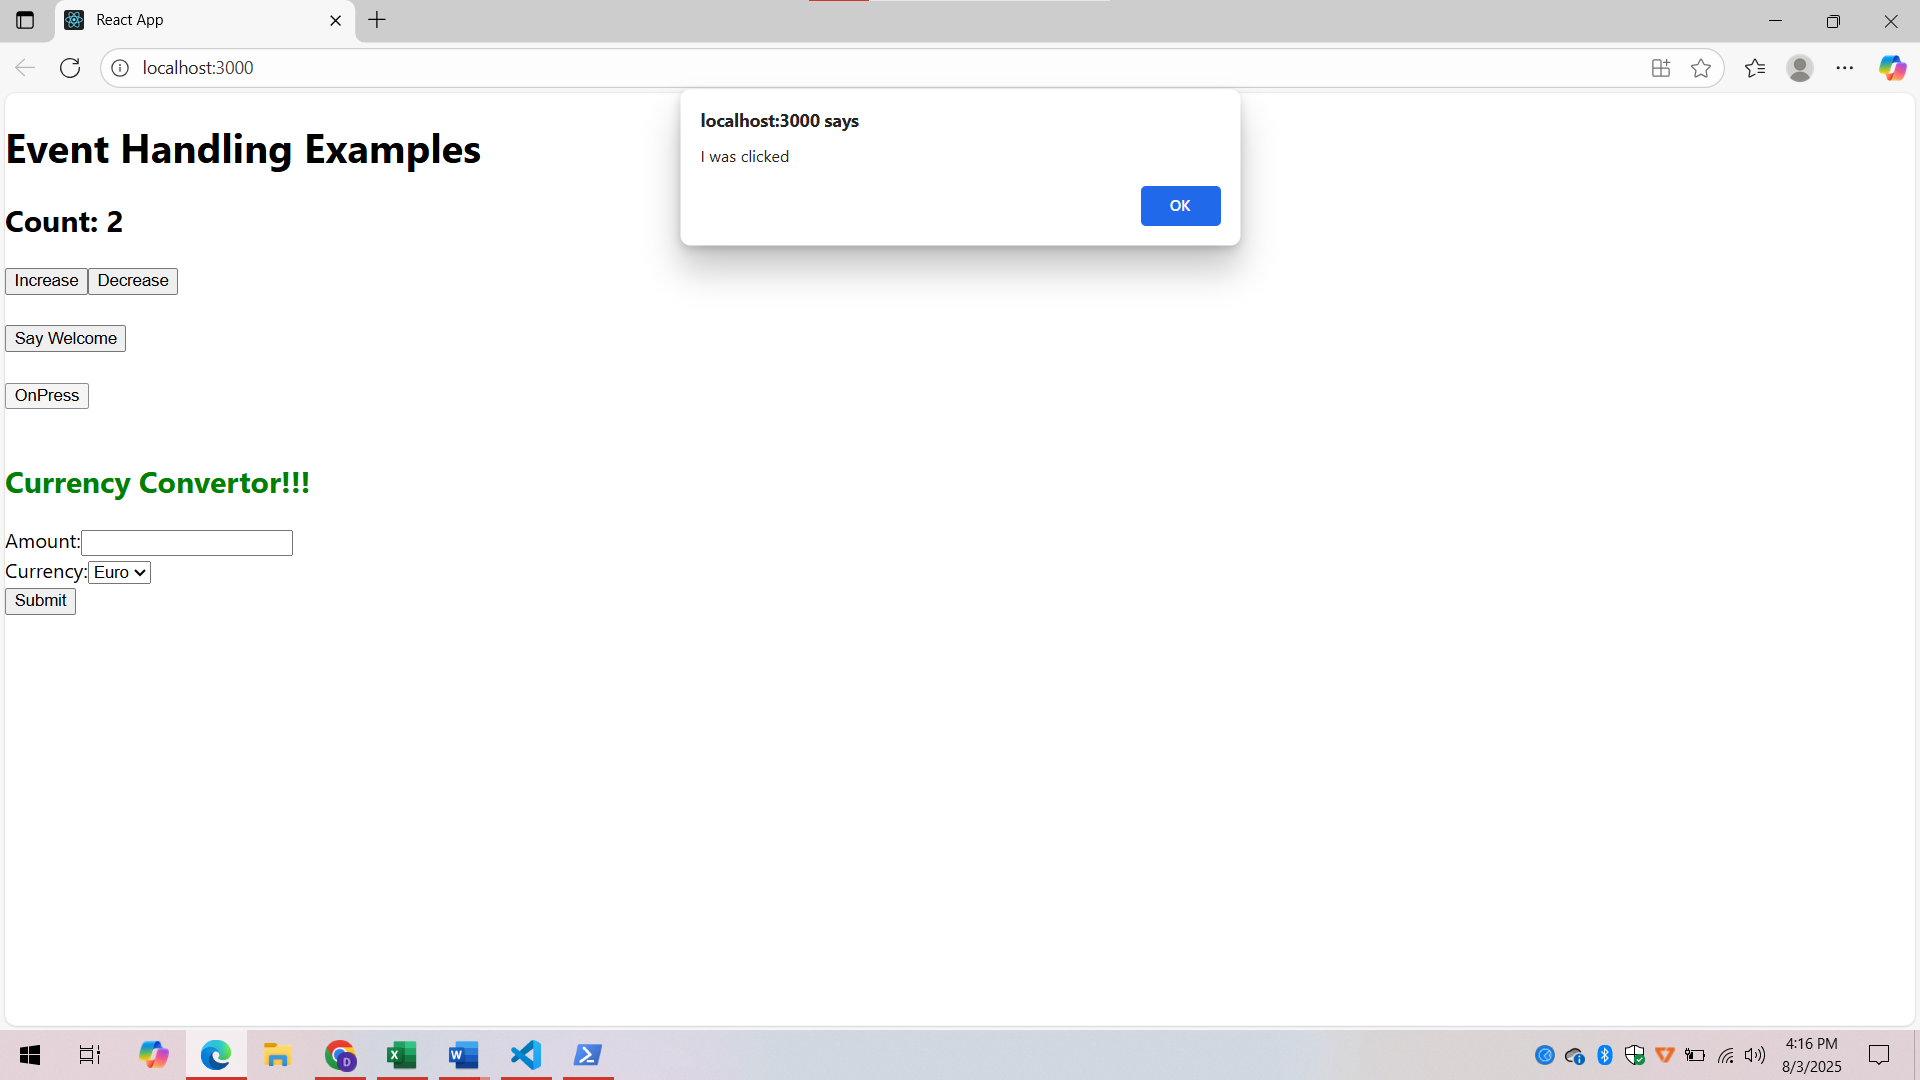 React App
localhost:3000
localhost:3000 says
I was clicked
OK
Event Handling Examples
Count: 2
Increase Decrease
Say Welcome
OnPress
Currency Convertor!!!
Amount:
Currency: Euro
Submit
4:16 PM
8/3/2025